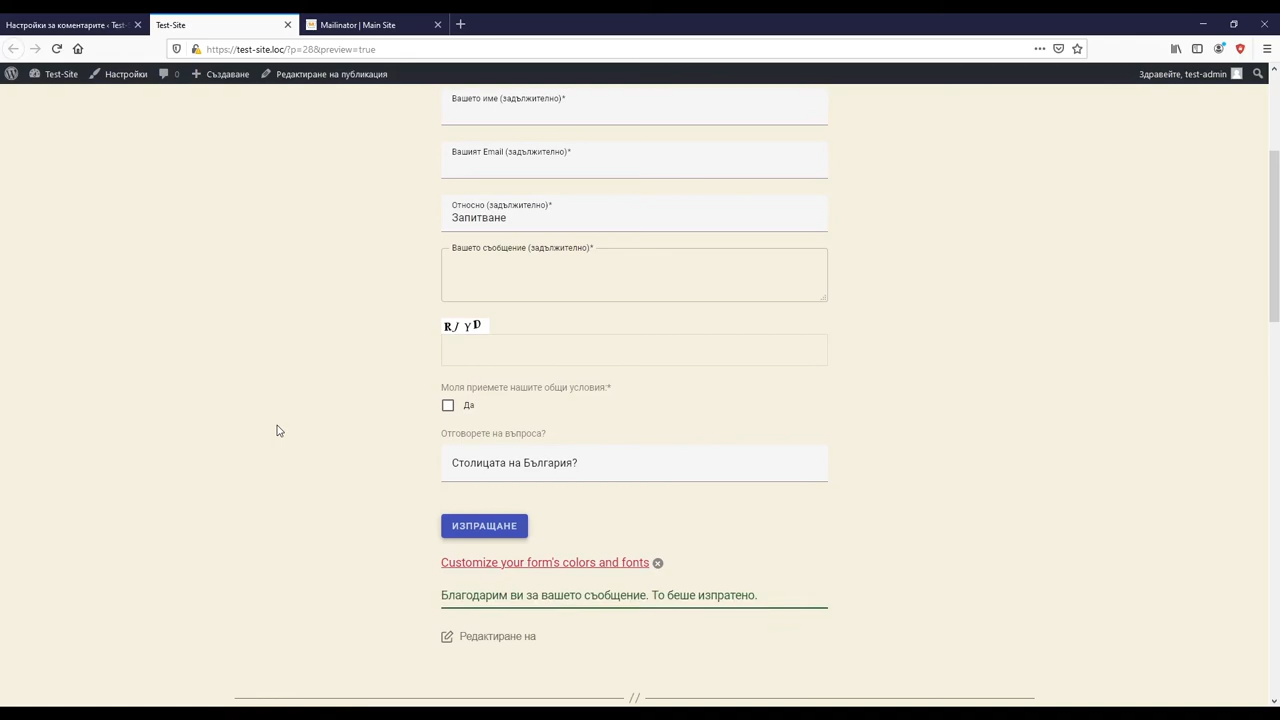 Настройки за коментарите ‹ Test-
Test-Site
Mailinator | Main Site
https://test-site.loc/?p=28&preview=true
Test-Site
Настройки
0
Създаване
Редактиране на публикация
Здравейте, test-admin
Вашето име (задължително)*
Вашият Email (задължително)*
Относно (задължително)*
Запитване
Вашето съобщение (задължително)*
Моля приемете нашите общи условия:*
Да
Отговорете на въпроса?
Столицата на България?
ИЗПРАЩАНЕ
Customize your form's colors and fonts
Благодарим ви за вашето съобщение. То беше изпратено.
Редактиране на
//